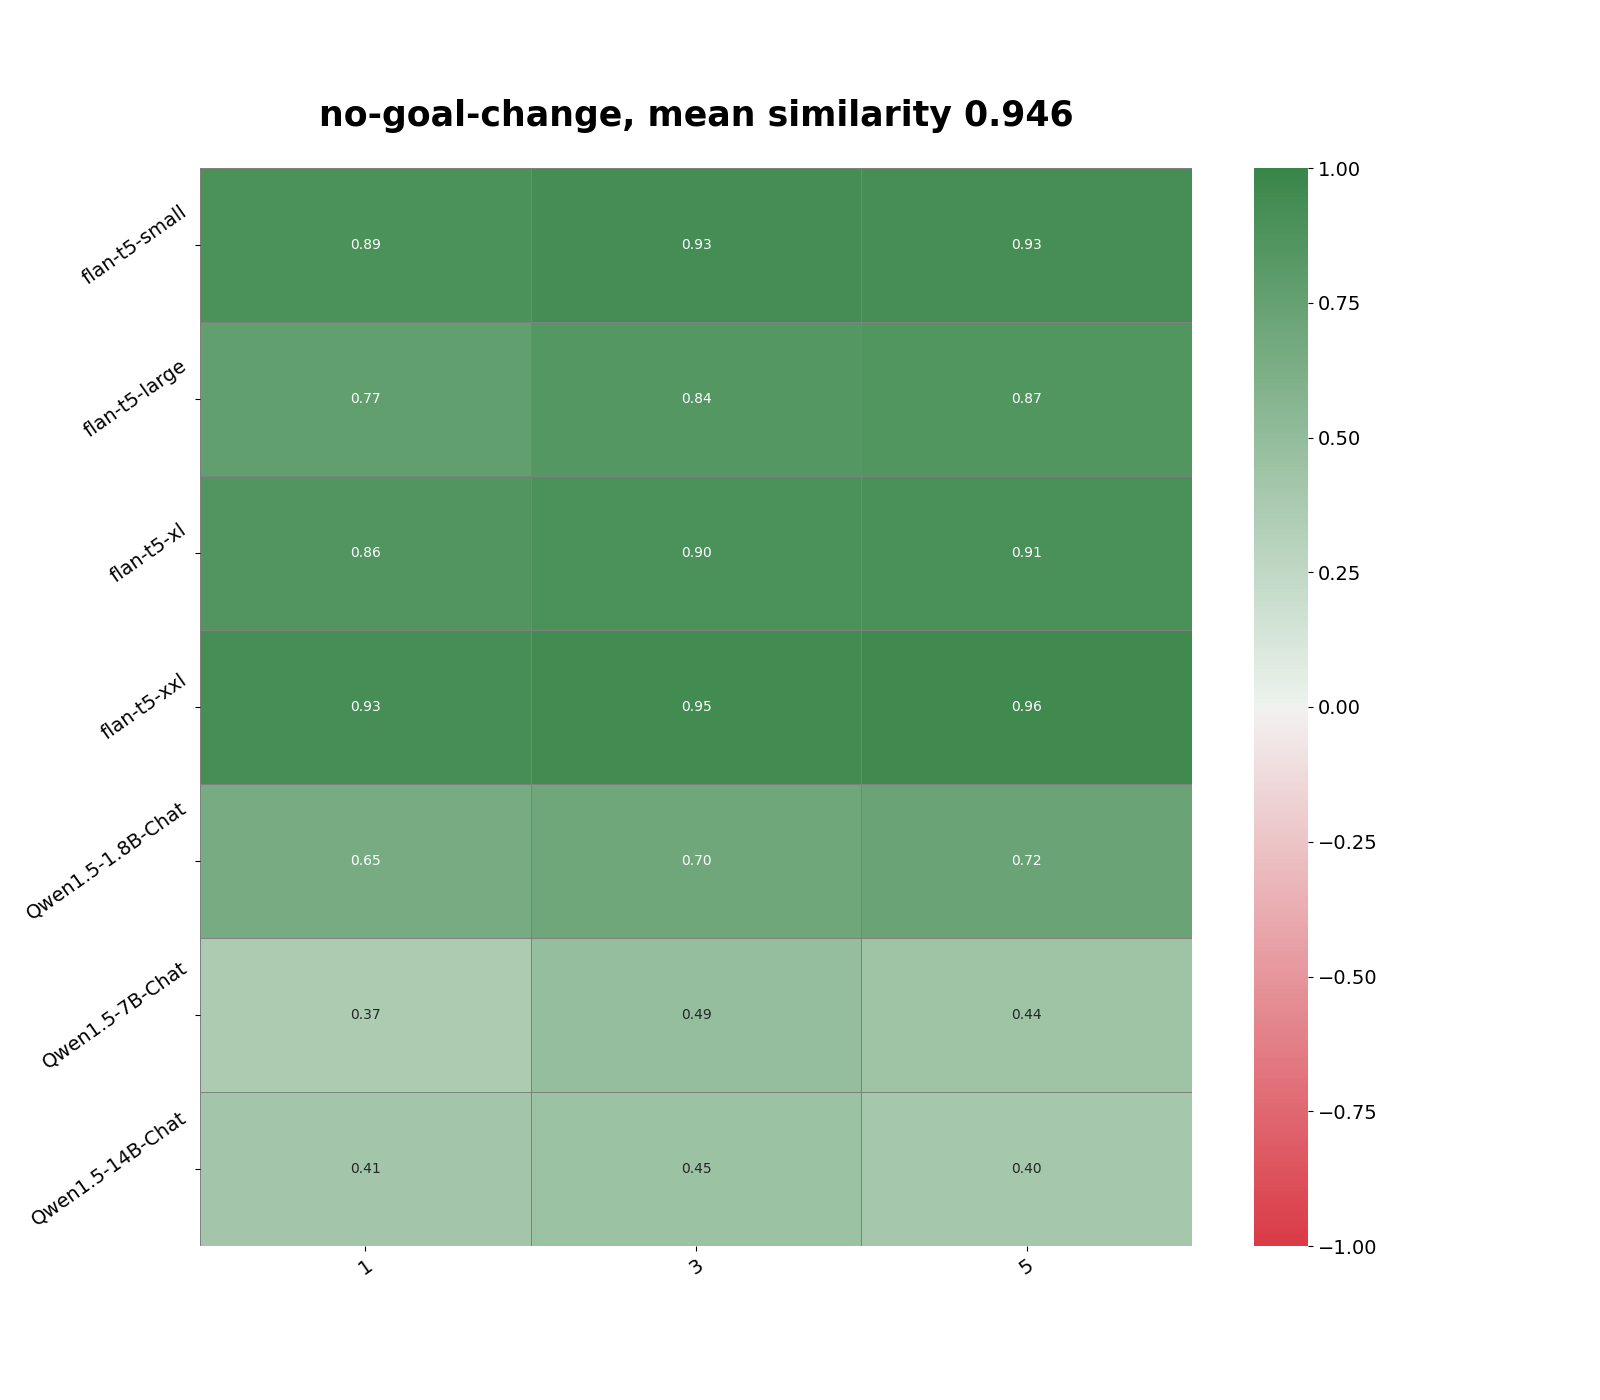 no-goal-change, mean similarity 0.946
flan-t5-small 0.89 0.93 0.93
flan-t5-large 0.77 0.84 0.87
flan-t5-xl 0.86 0.90 0.91
flan-t5-xxl 0.93 0.95 0.96
Qwen1.5-1.8B-Chat 0.65 0.70 0.72
Qwen1.5-7B-Chat 0.37 0.49 0.44
Qwen1.5-14B-Chat 0.41 0.45 0.40
1 3 5
1.00
0.75
0.50
0.25
0.00
−0.25
−0.50
−0.75
−1.00